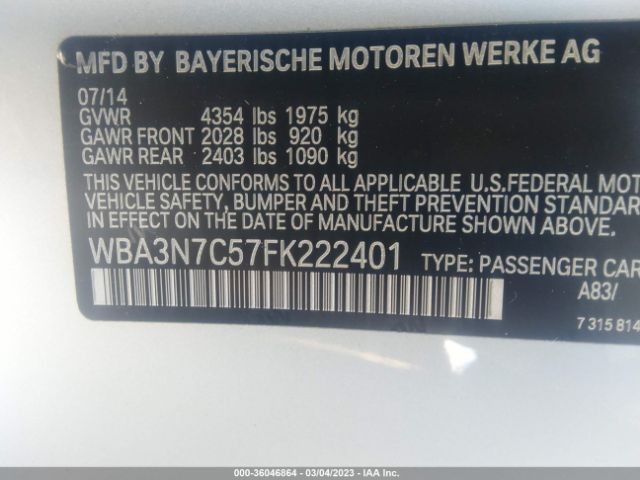 MFD BY BAYERISCHE MOTOREN WERKE AG
07/14
GVWR 4354 lbs 1975 kg
GAWR FRONT 2028 lbs 920 kg
GAWR REAR 2403 lbs 1090 kg
THIS VEHICLE CONFORMS TO ALL APPLICABLE U.S.FEDERAL MOT
VEHICLE SAFETY, BUMPER AND THEFT PREVENTION STANDAR
IN EFFECT ON THE DATE OF MANUFACTURE SHOWN ABOVE.
WBA3N7C57FK222401 TYPE: PASSENGER CAR
A83/
7 315 814
000-36046864 - 03/04/2023 - IAA Inc.